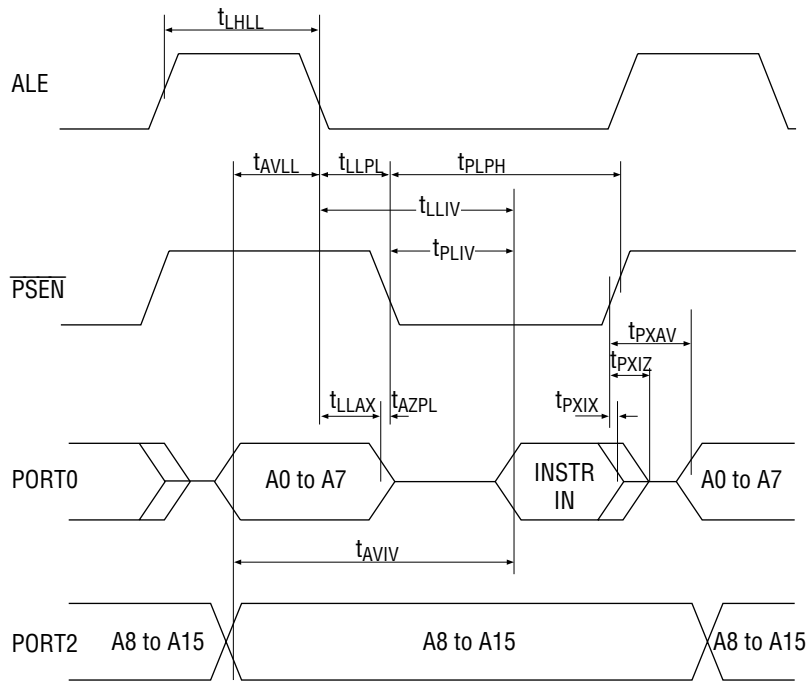 tLHLL
ALE
tAVLL tLLPL tPLPH
tLLIV
tPLIV
PSEN
tPXAV
tPXIZ
tLLAX tAZPL tPXIX
PORT0 A0 to A7 INSTR IN A0 to A7
tAVIV
PORT2 A8 to A15 A8 to A15 A8 to A15